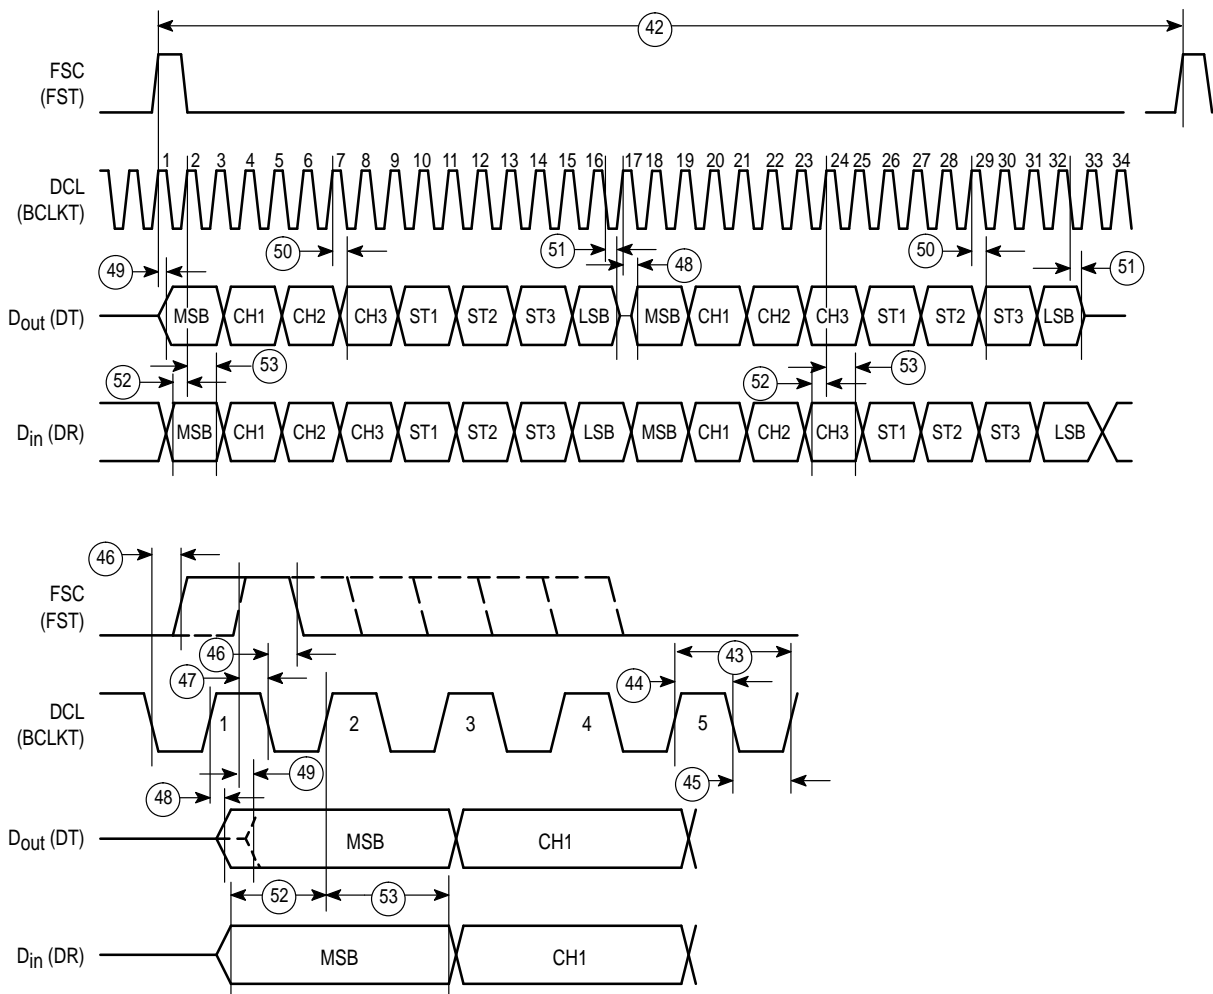 42
FSC
(FST)
1 2 3 4 5 6 7 8 9 10 11 12 13 14 15 16 17 18 19 20 21 22 23 24 25 26 27 28 29 30 31 32 33 34
DCL
(BCLKT)
50 51 48 50 51
49
Dout (DT) MSB CH1 CH2 CH3 ST1 ST2 ST3 LSB MSB CH1 CH2 CH3 ST1 ST2 ST3 LSB
52 53 52 53
Din (DR) MSB CH1 CH2 CH3 ST1 ST2 ST3 LSB MSB CH1 CH2 CH3 ST1 ST2 ST3 LSB
46
FSC
(FST)
46 43
47 44
DCL
(BCLKT)
1 2 3 4 5
49 45
48
Dout (DT) MSB CH1
52 53
Din (DR) MSB CH1